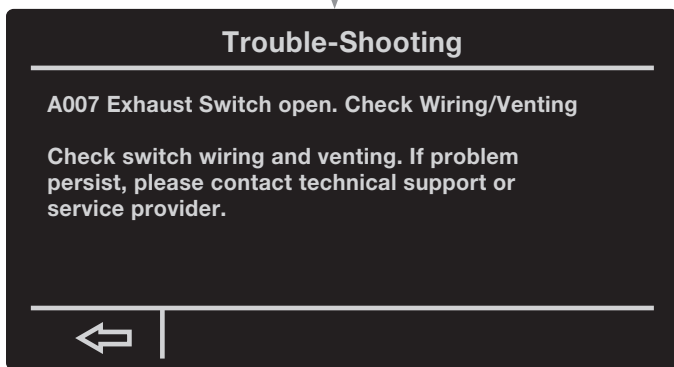 Trouble-Shooting
A007 Exhaust Switch open. Check Wiring/Venting
Check switch wiring and venting. If problem
persist, please contact technical support or
service provider.